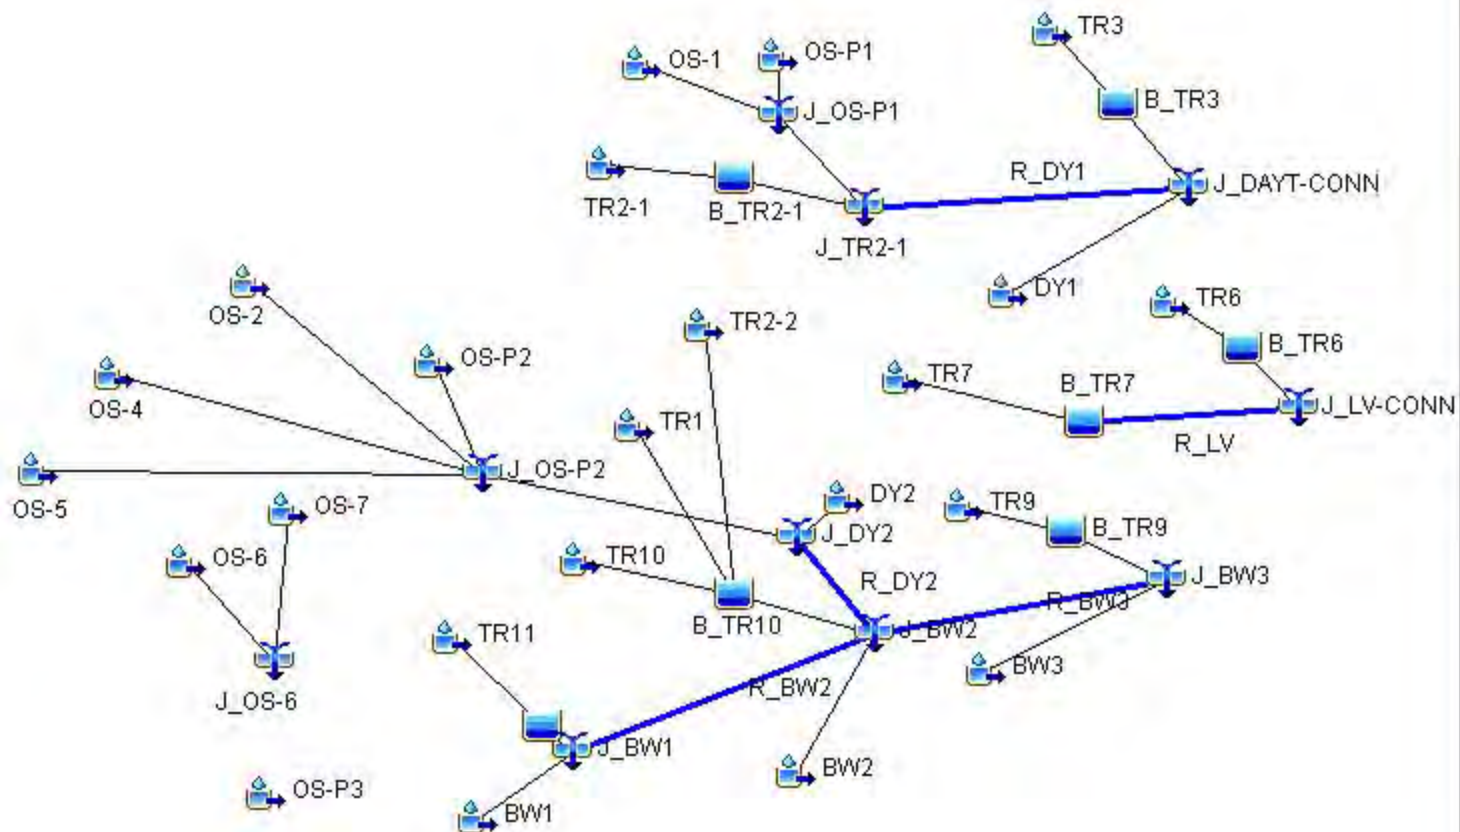 TR3
OS-1
OS-P1
B_TR3
J_OS-P1
R_DY1
J_DAYT-CONN
TR2-1
B_TR2-1
J_TR2-1
DY1
TR6
OS-2
TR2-2
B_TR6
OS-P2
TR7
B_TR7
OS-4
J_LV-CONN
TR1
R_LV
J_OS-P2
OS-5
OS-7
DY2
TR9
B_TR9
J_DY2
OS-6
TR10
R_DY2
J_BW3
R_BW3
B_TR10
J_BW2
TR11
BW3
R_BW2
J_OS-6
J_BW1
BW2
OS-P3
BW1